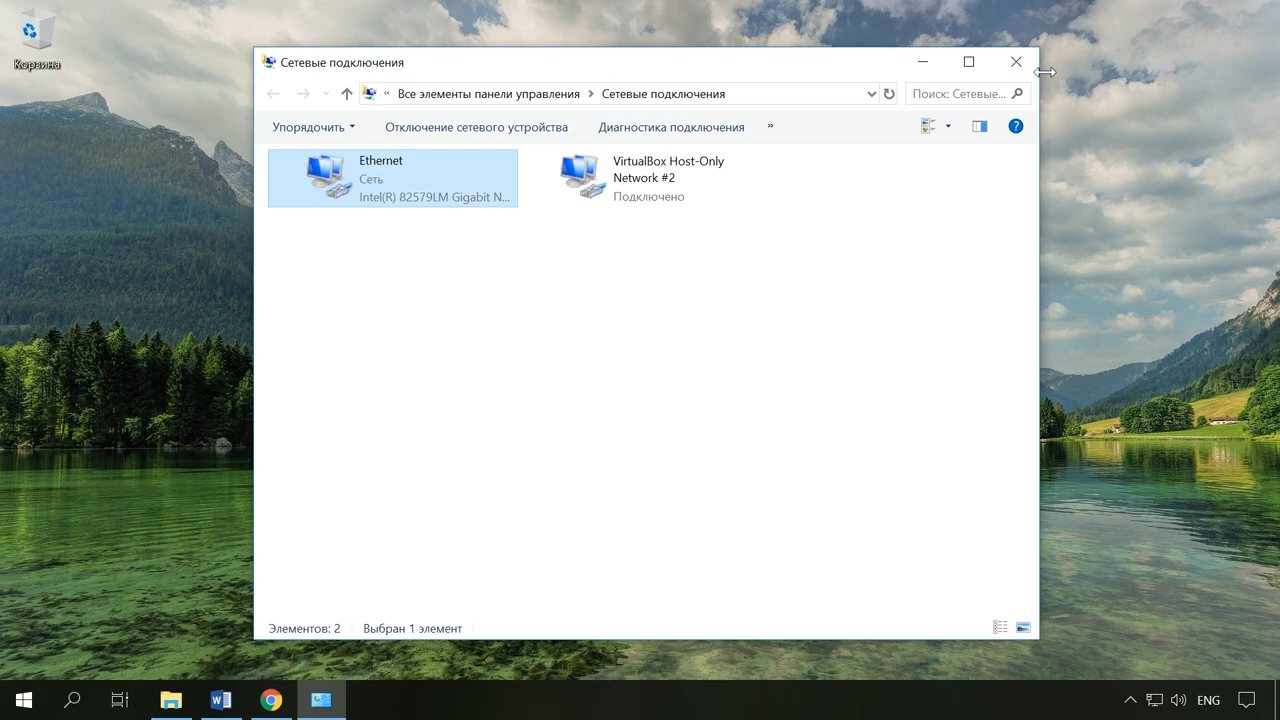 Корзина
Сетевые подключения
« Все элементы панели управления > Сетевые подключения
Поиск: Сетевые...
Упорядочить
Отключение сетевого устройства
Диагностика подключения
»
Ethernet
Сеть
Intel(R) 82579LM Gigabit N...
VirtualBox Host-Only
Network #2
Подключено
Элементов: 2
Выбран 1 элемент
ENG